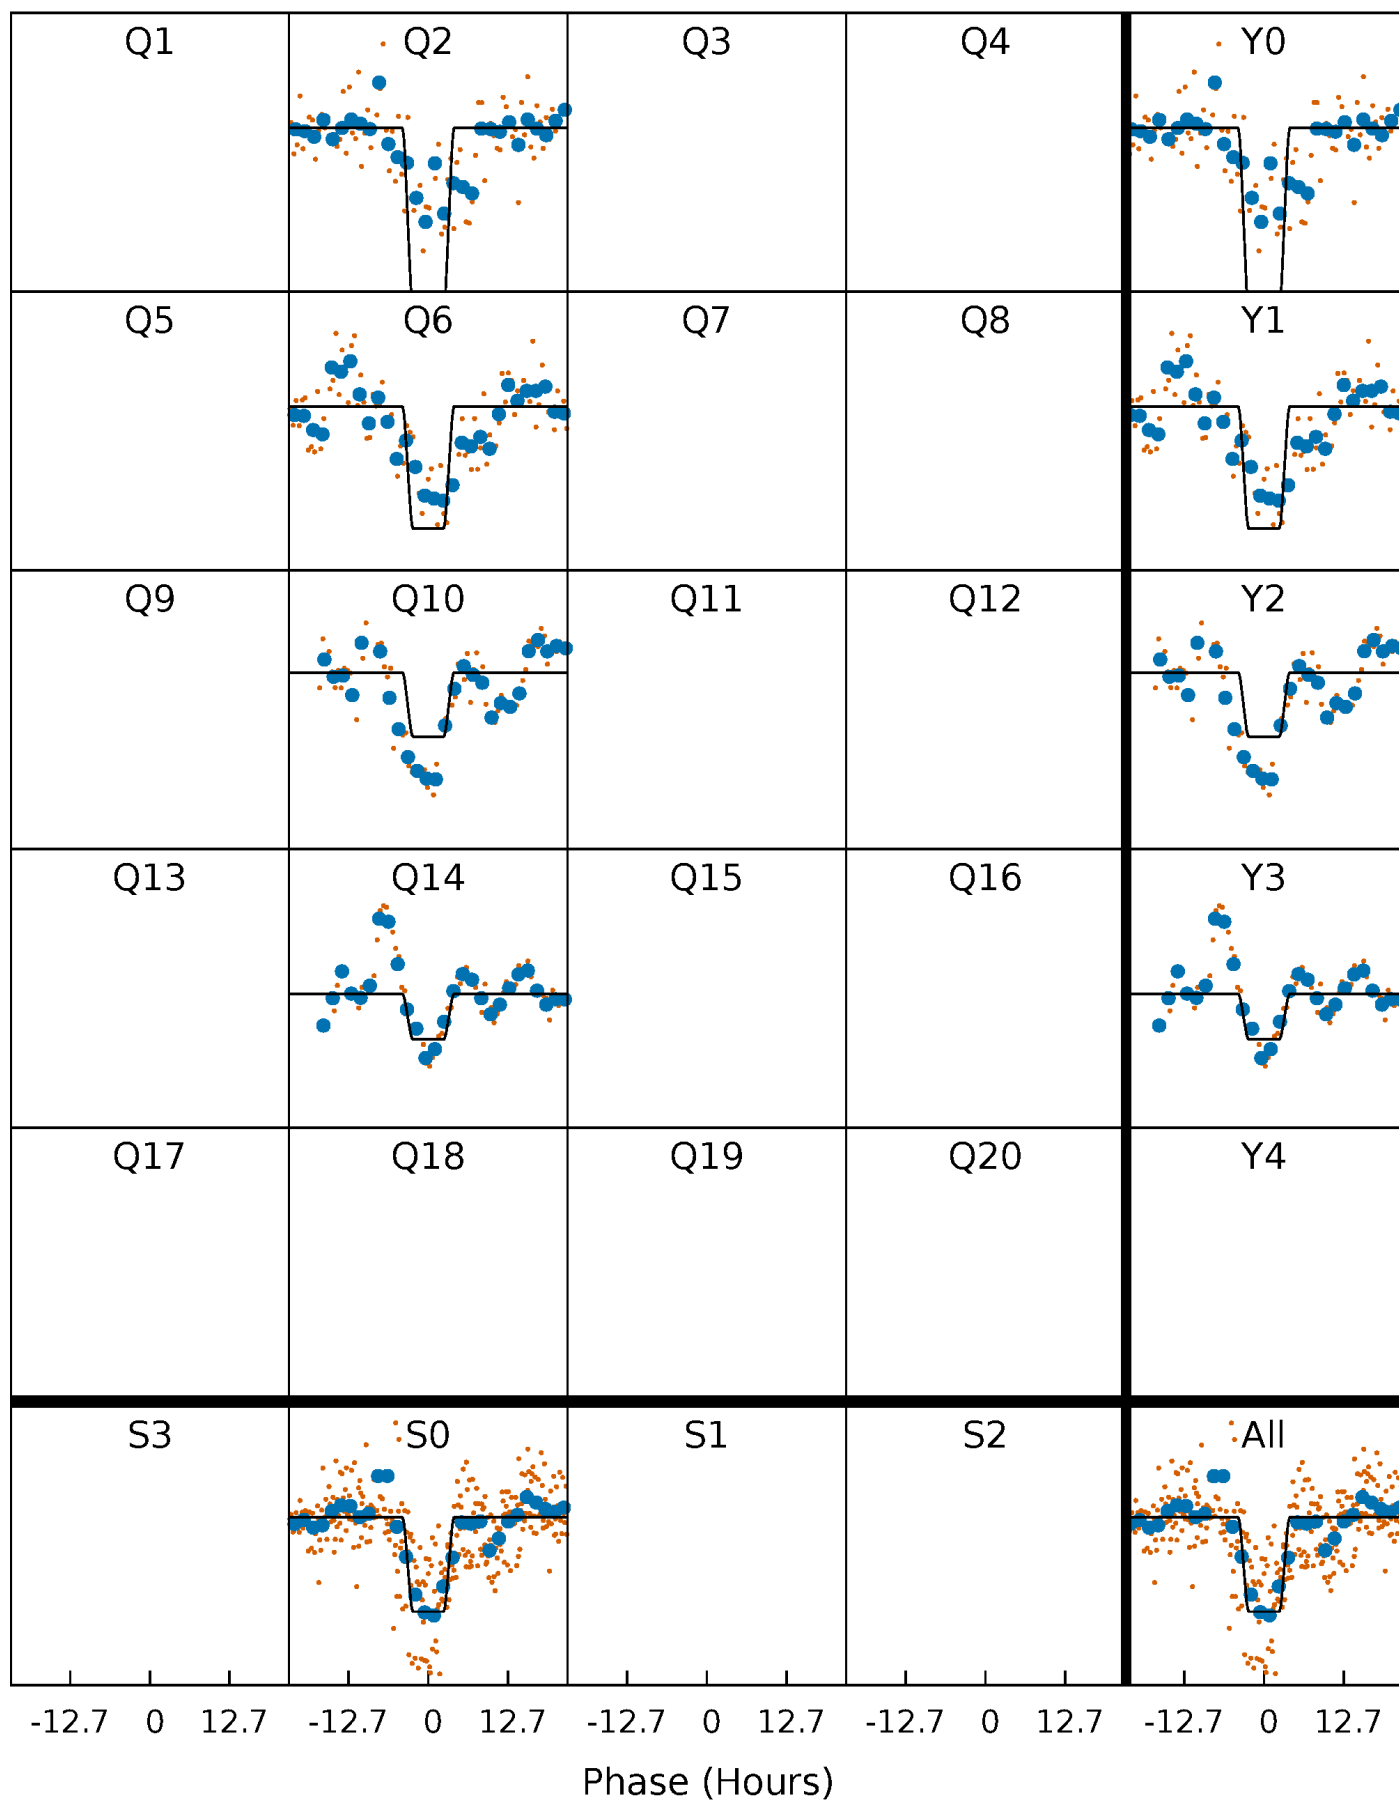 Q1 Q2 Q3 Q4 Y0
Q5 Q6 Q7 Q8 Y1
Q9 Q10 Q11 Q12 Y2
Q13 Q14 Q15 Q16 Y3
Q17 Q18 Q19 Q20 Y4
S3 S0 S1 S2 All
-12.7 0 12.7 -12.7 0 12.7 -12.7 0 12.7 -12.7 0 12.7 -12.7 0 12.7
Phase (Hours)